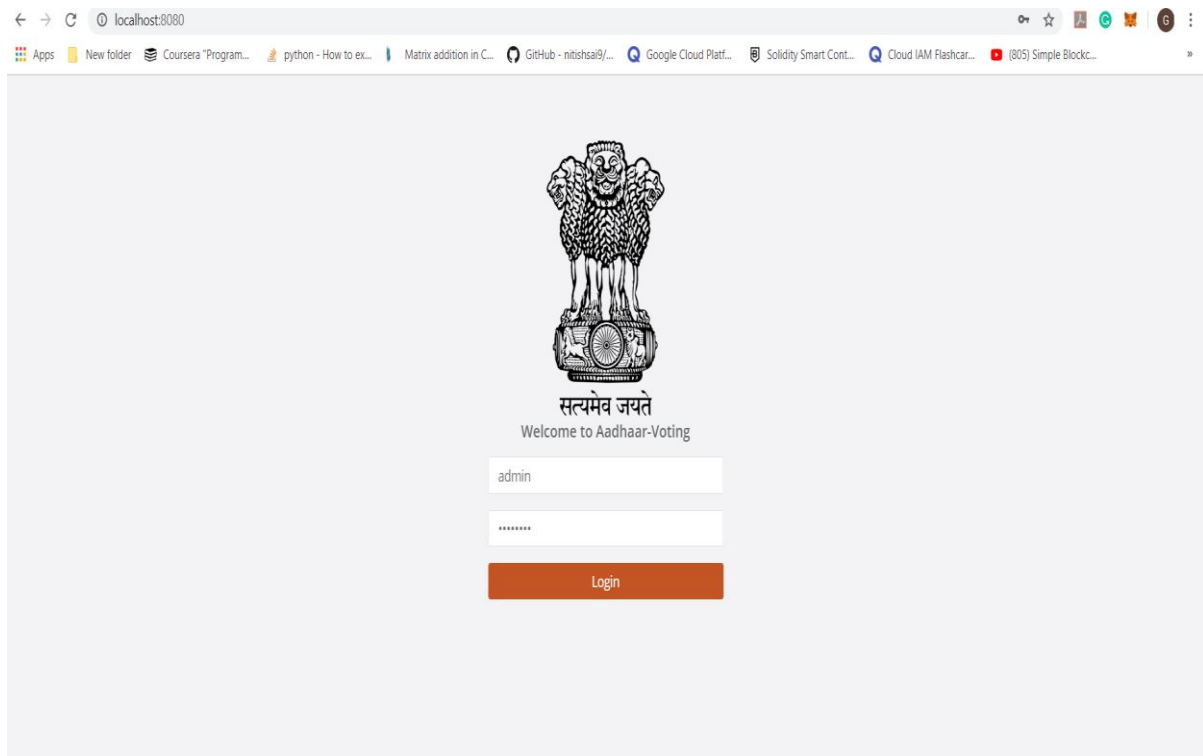 localhost:8080
G
G
Apps New folder Coursera "Program... python - How to ex... Matrix addition in C... GitHub - nitishsai9/... Google Cloud Platf... Solidity Smart Cont... Cloud IAM Flashcar... (805) Simple Blockc... »
सत्यमेव जयते
Welcome to Aadhaar-Voting
admin
••••••••
Login